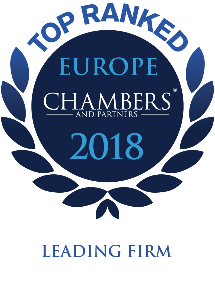 TOP RANKED
EUROPE
CHAMBERS®
AND PARTNERS
2018
LEADING FIRM